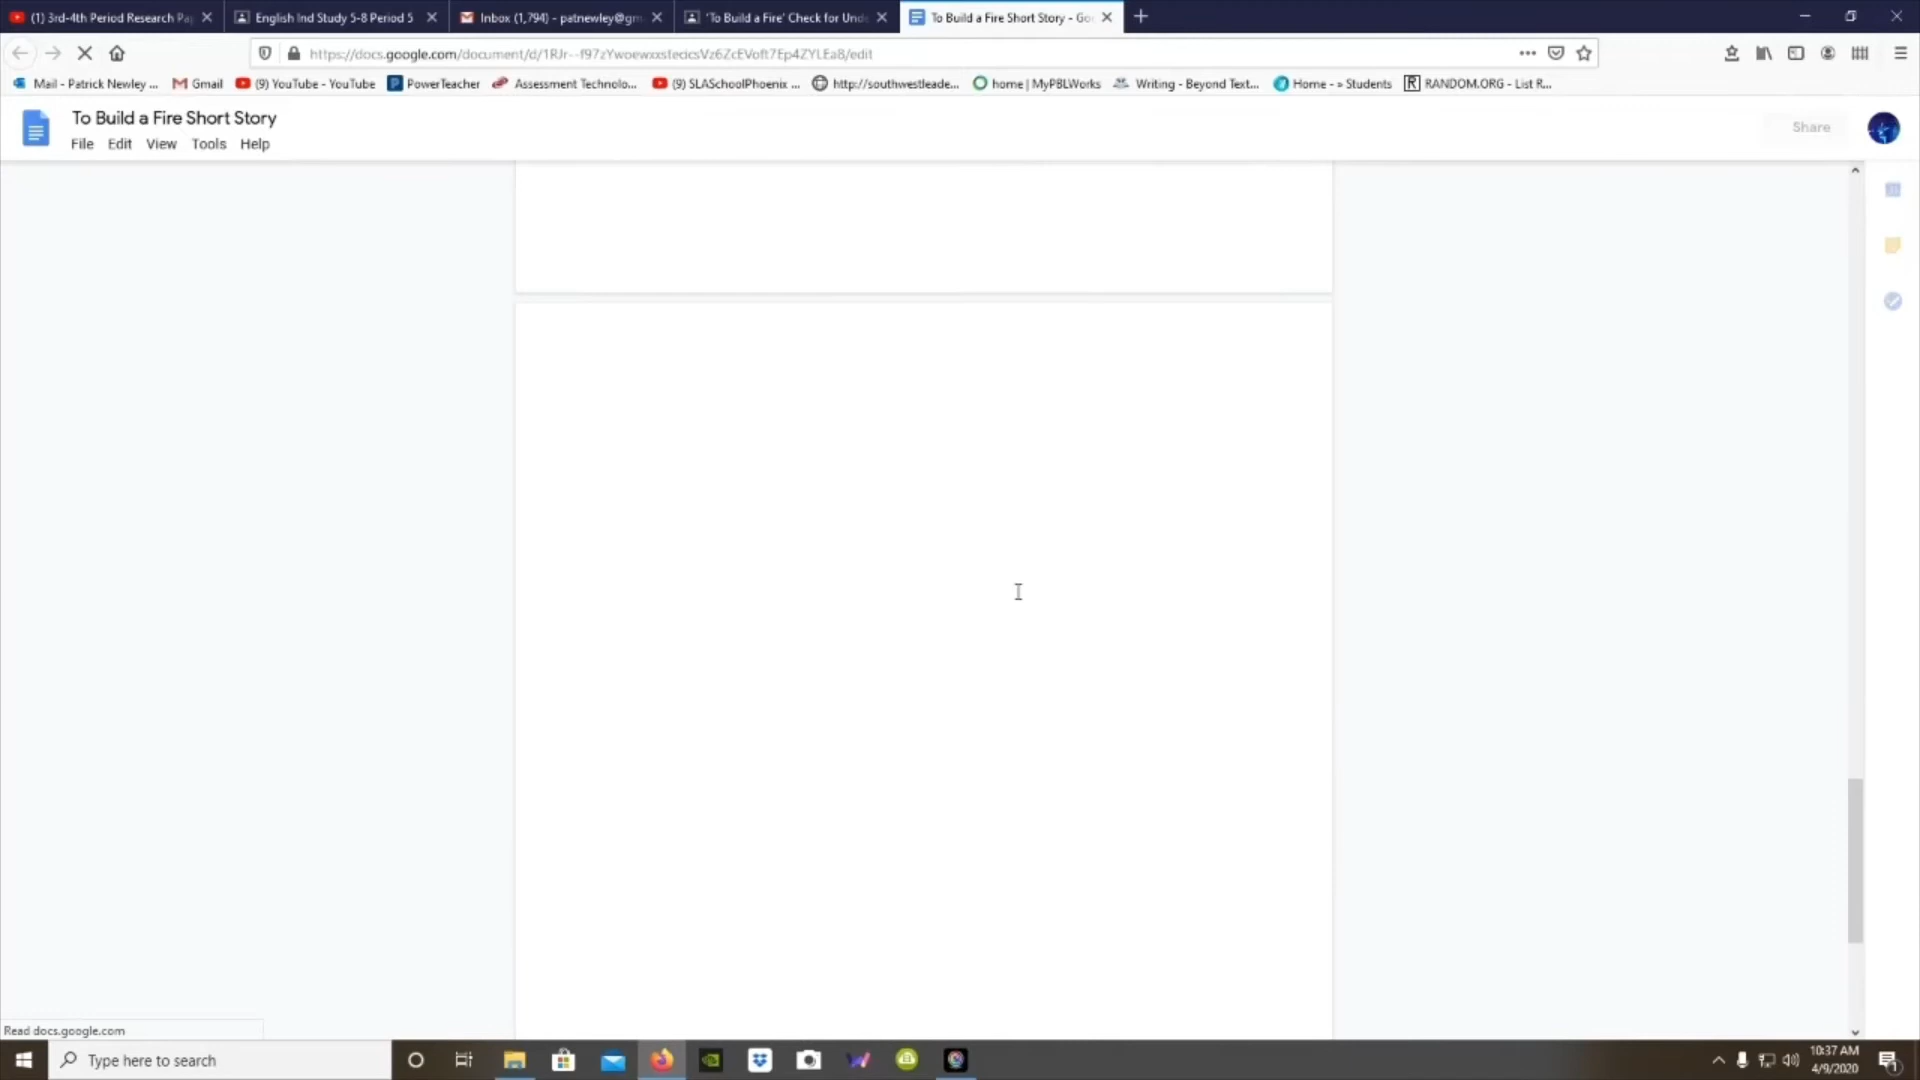 (1) 3rd-4th Period Research Pa
English Ind Study 5-8 Period 5
Inbox (1,794) - patnewley@gm
'To Build a Fire' Check for Und
To Build a Fire Short Story - Go
Mail - Patrick Newley ...
Gmail
(9) YouTube - YouTube
PowerTeacher
Assessment Technolo...
(9) SLASchoolPhoenix ...
http://southwestleade...
home | MyPBLWorks
Writing - Beyond Text...
Home - » Students
RANDOM.ORG - List R...
To Build a Fire Short Story
Share
File Edit View Tools Help
Read docs.google.com
Type here to search
10:37 AM
4/9/2020